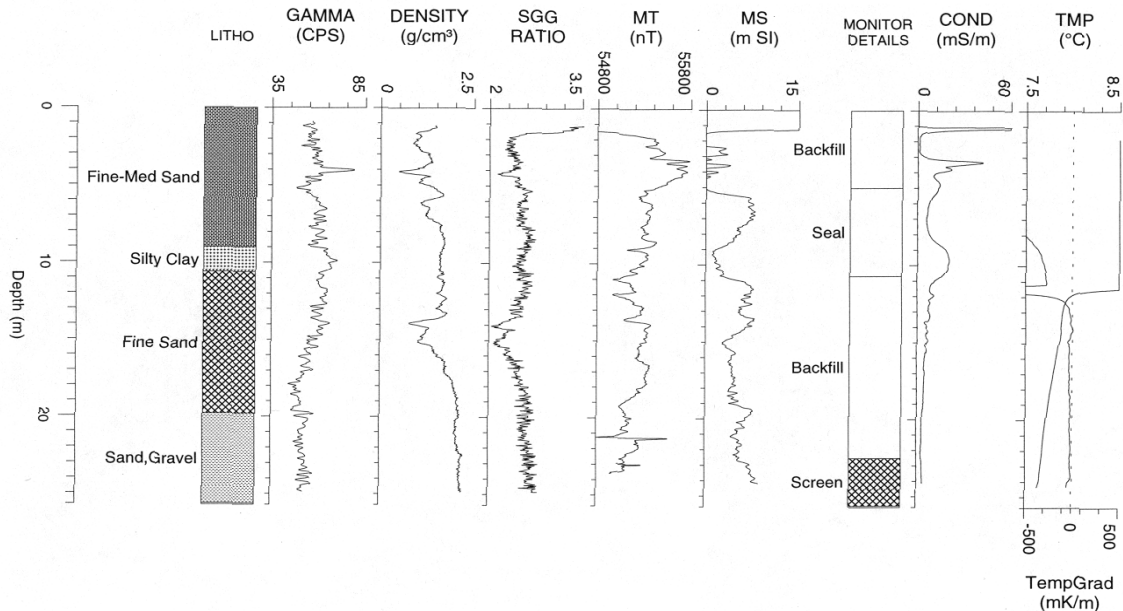 GAMMA DENSITY SGG MT MS COND TMP
LITHO (CPS) (g/cm³) RATIO (nT) (m SI) MONITOR DETAILS (mS/m) (°C)
35 85 0 2.5 2 3.5 54800 55800 0 15 0 60 7.5 8.5
0
Backfill
Fine-Med Sand
Seal
Silty Clay
10
Depth (m)
Fine Sand
Backfill
20
Sand,Gravel
Screen
-500 0 500
TempGrad
(mK/m)